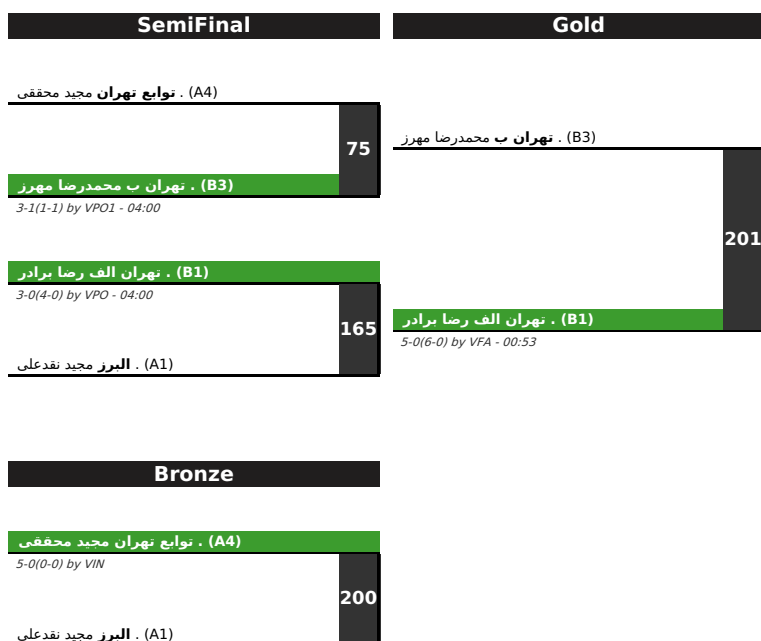 SemiFinal
توابع تهران مجید محققی . (A4)
75
تهران ب محمدرضا مهرز . (B3)
3-1(1-1) by VPO1 - 04:00
تهران الف رضا برادر . (B1)
3-0(4-0) by VPO - 04:00
165
البرز مجید نقدعلی . (A1)
Gold
تهران ب محمدرضا مهرز . (B3)
201
تهران الف رضا برادر . (B1)
5-0(6-0) by VFA - 00:53
Bronze
توابع تهران مجید محققی . (A4)
5-0(0-0) by VIN
200
البرز مجید نقدعلی . (A1)